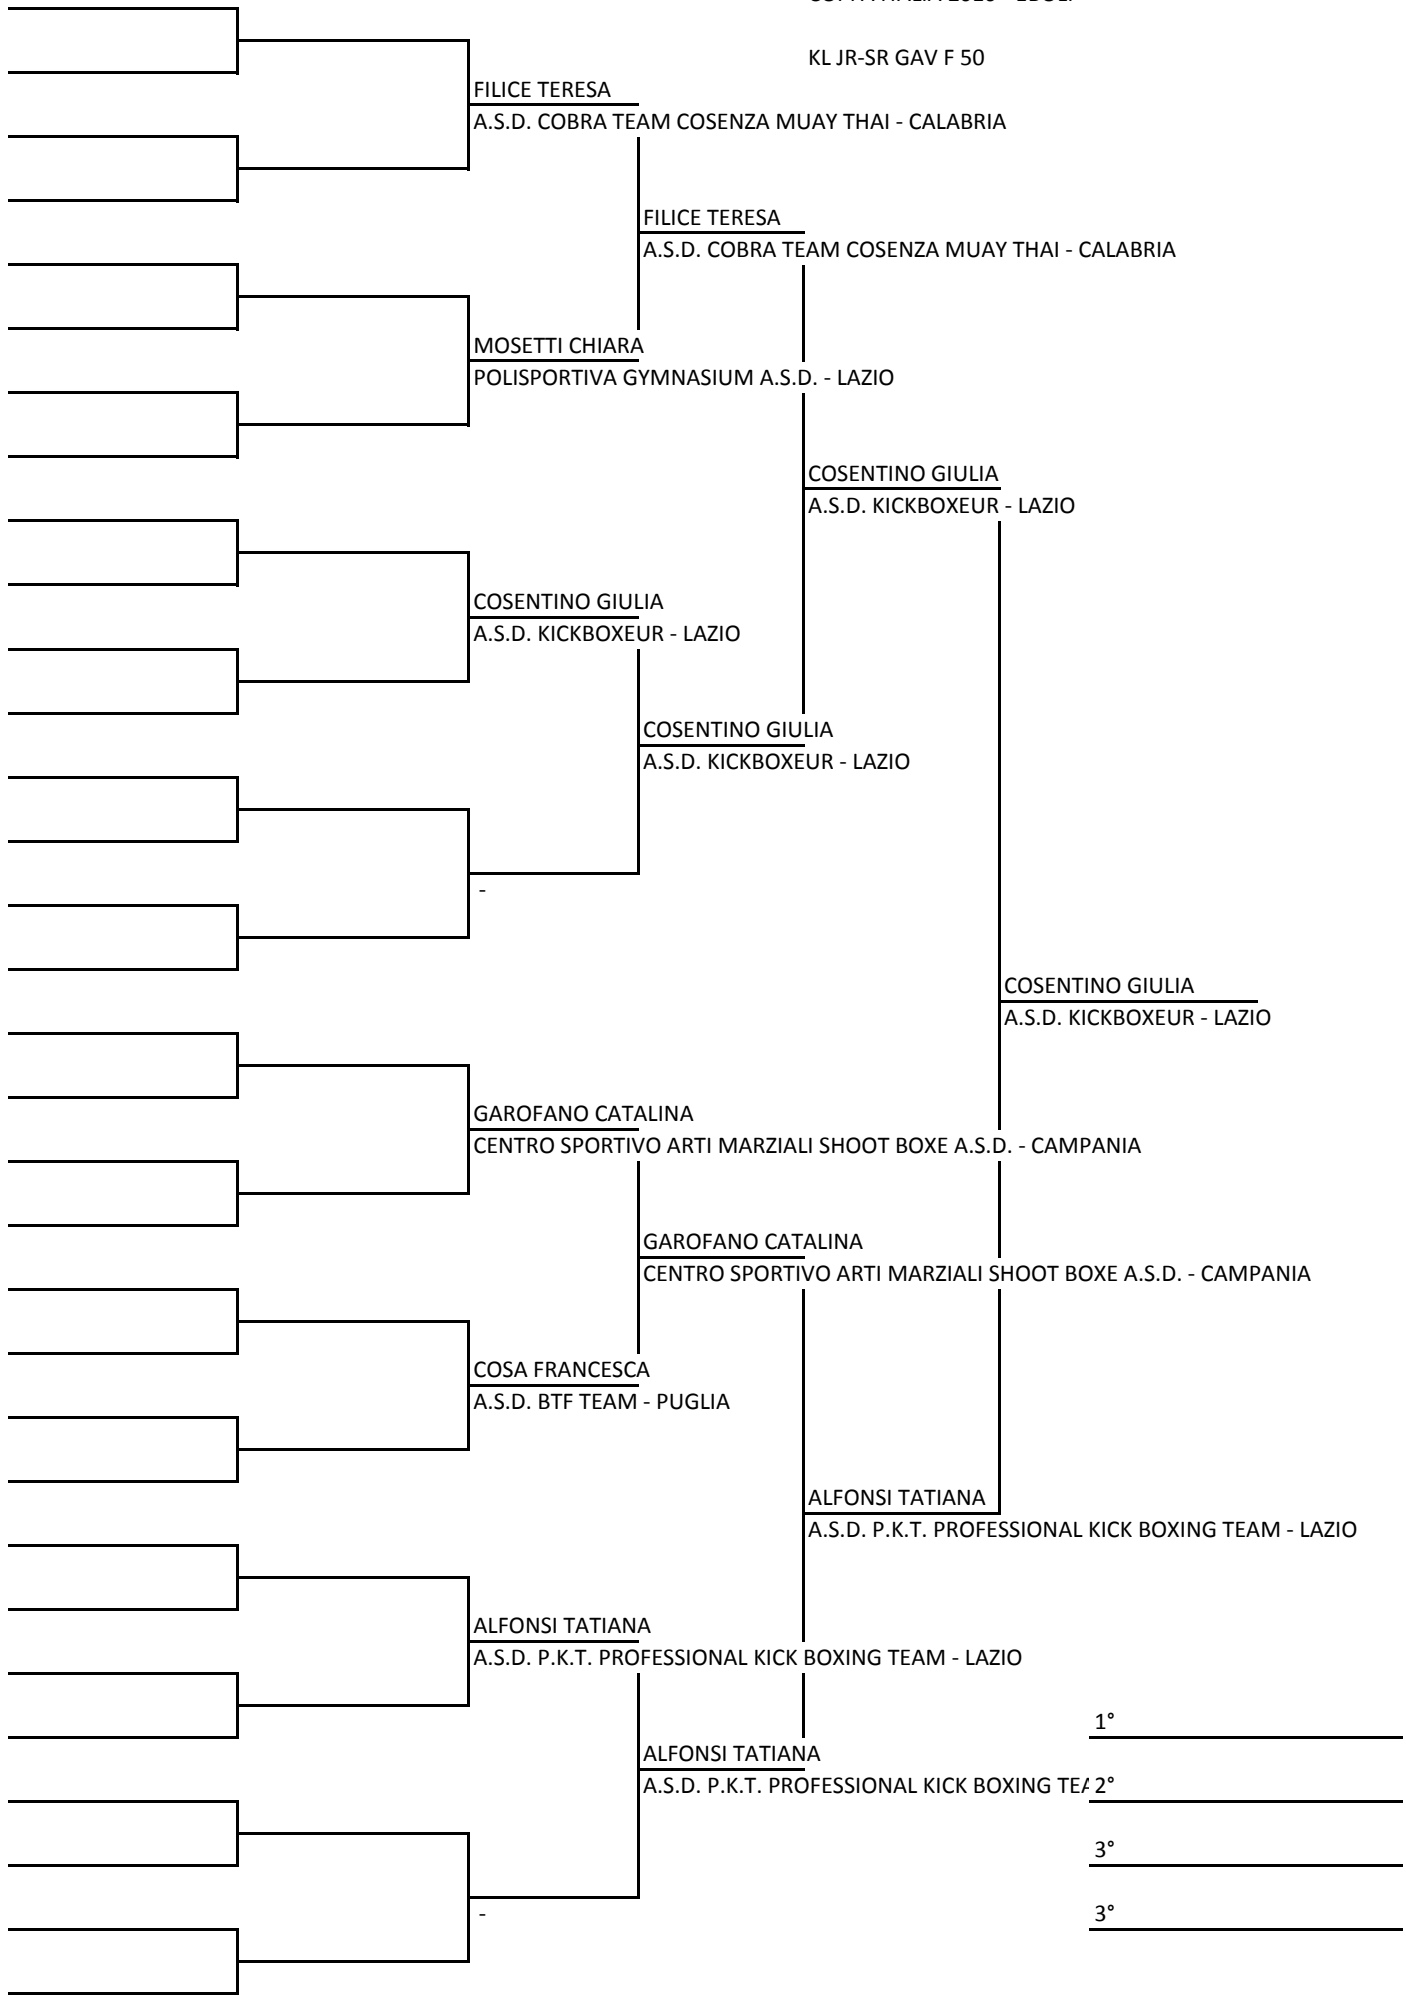 KL JR-SR GAV F 50
FILICE TERESA
A.S.D. COBRA TEAM COSENZA MUAY THAI - CALABRIA
FILICE TERESA
A.S.D. COBRA TEAM COSENZA MUAY THAI - CALABRIA
MOSETTI CHIARA
POLISPORTIVA GYMNASIUM A.S.D. - LAZIO
COSENTINO GIULIA
A.S.D. KICKBOXEUR - LAZIO
COSENTINO GIULIA
A.S.D. KICKBOXEUR - LAZIO
COSENTINO GIULIA
A.S.D. KICKBOXEUR - LAZIO
-
COSENTINO GIULIA
A.S.D. KICKBOXEUR - LAZIO
GAROFANO CATALINA
CENTRO SPORTIVO ARTI MARZIALI SHOOT BOXE A.S.D. - CAMPANIA
GAROFANO CATALINA
CENTRO SPORTIVO ARTI MARZIALI SHOOT BOXE A.S.D. - CAMPANIA
COSA FRANCESCA
A.S.D. BTF TEAM - PUGLIA
ALFONSI TATIANA
A.S.D. P.K.T. PROFESSIONAL KICK BOXING TEAM - LAZIO
ALFONSI TATIANA
A.S.D. P.K.T. PROFESSIONAL KICK BOXING TEAM - LAZIO
1°
ALFONSI TATIANA
A.S.D. P.K.T. PROFESSIONAL KICK BOXING TEA
2°
3°
3°
-